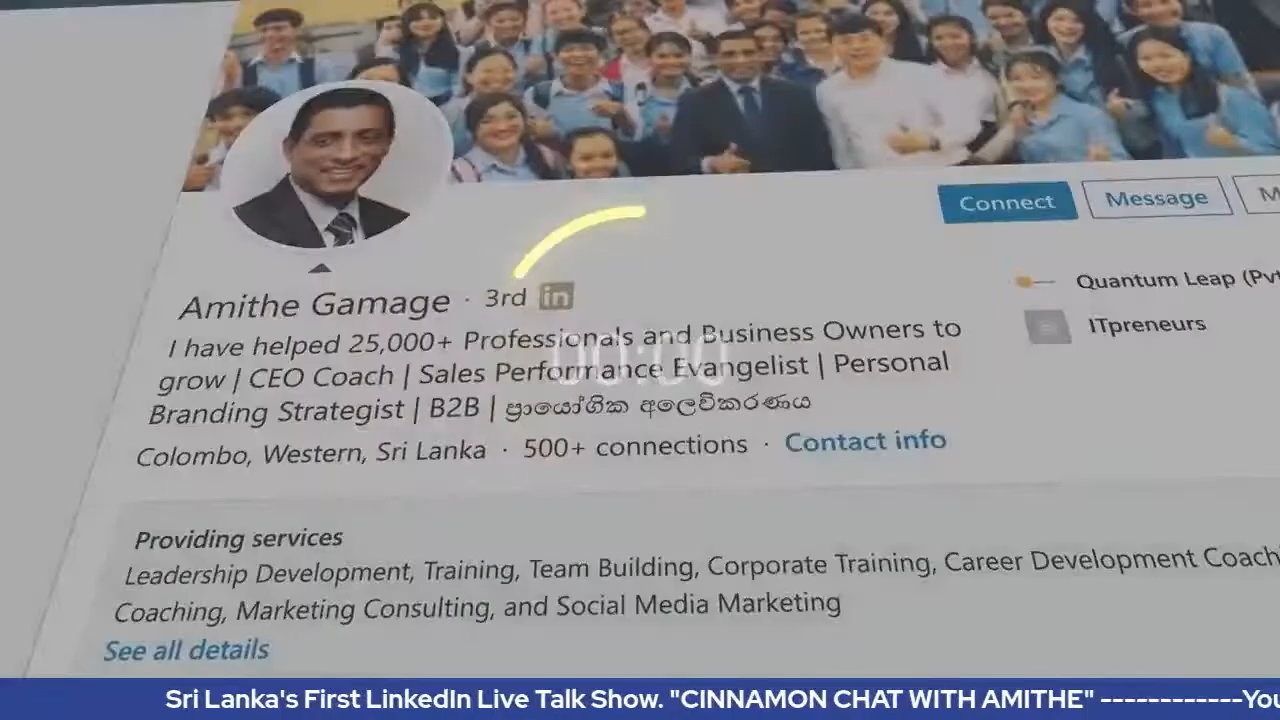 Connect
Message
M
Amithe Gamage · 3rd in
Quantum Leap (Pvt
ITpreneurs
I have helped 25,000+ Professionals and Business Owners to
grow | CEO Coach | Sales Performance Evangelist | Personal
Branding Strategist | B2B | ප්‍රායෝගික අලෙවිකරණය
00:00
Colombo, Western, Sri Lanka · 500+ connections · Contact info
Providing services
Leadership Development, Training, Team Building, Corporate Training, Career Development Coach
Coaching, Marketing Consulting, and Social Media Marketing
See all details
Sri Lanka's First LinkedIn Live Talk Show. "CINNAMON CHAT WITH AMITHE" ------------You